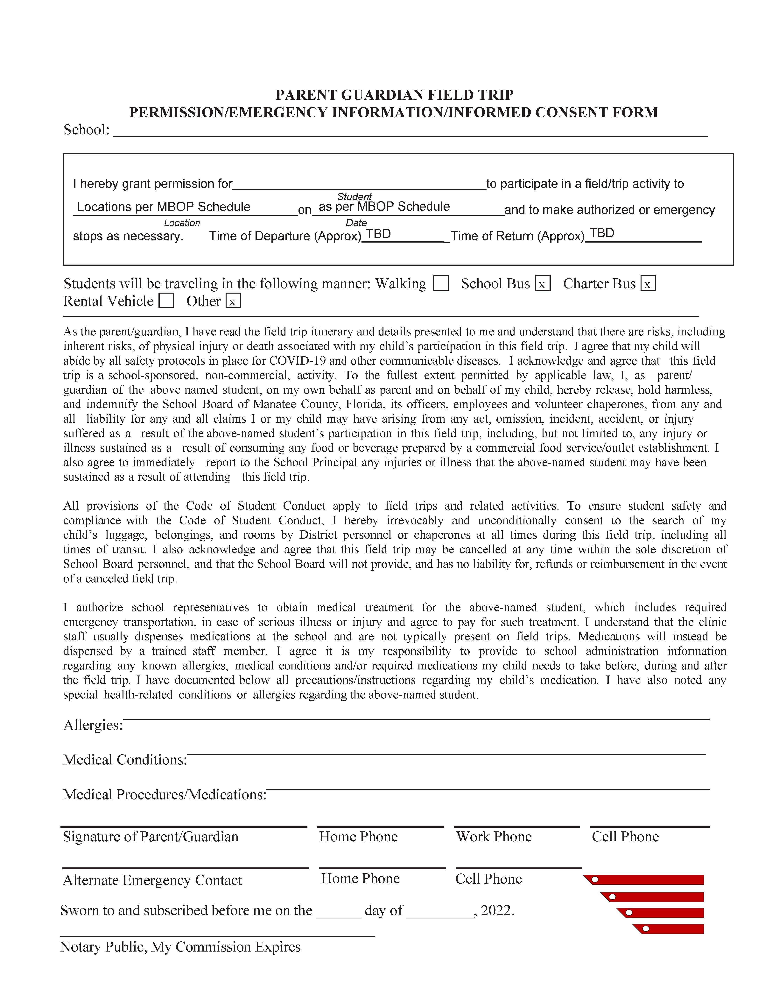 PARENT GUARDIAN FIELD TRIP
PERMISSION/EMERGENCY INFORMATION/INFORMED CONSENT FORM
School:
I hereby grant permission for to participate in a field/trip activity to
Student
Locations per MBOP Schedule on as per MBOP Schedule and to make authorized or emergency
Location Date
stops as necessary. Time of Departure (Approx) TBD Time of Return (Approx) TBD
Students will be traveling in the following manner: Walking School Bus x Charter Bus x
Rental Vehicle Other x
As the parent/guardian, I have read the field trip itinerary and details presented to me and understand that there are risks, including
inherent risks, of physical injury or death associated with my child’s participation in this field trip. I agree that my child will
abide by all safety protocols in place for COVID-19 and other communicable diseases. I acknowledge and agree that this field
trip is a school-sponsored, non-commercial, activity. To the fullest extent permitted by applicable law, I, as parent/
guardian of the above named student, on my own behalf as parent and on behalf of my child, hereby release, hold harmless,
and indemnify the School Board of Manatee County, Florida, its officers, employees and volunteer chaperones, from any and
all liability for any and all claims I or my child may have arising from any act, omission, incident, accident, or injury
suffered as a result of the above-named student’s participation in this field trip, including, but not limited to, any injury or
illness sustained as a result of consuming any food or beverage prepared by a commercial food service/outlet establishment. I
also agree to immediately report to the School Principal any injuries or illness that the above-named student may have been
sustained as a result of attending this field trip.
All provisions of the Code of Student Conduct apply to field trips and related activities. To ensure student safety and
compliance with the Code of Student Conduct, I hereby irrevocably and unconditionally consent to the search of my
child’s luggage, belongings, and rooms by District personnel or chaperones at all times during this field trip, including all
times of transit. I also acknowledge and agree that this field trip may be cancelled at any time within the sole discretion of
School Board personnel, and that the School Board will not provide, and has no liability for, refunds or reimbursement in the event
of a canceled field trip.
I authorize school representatives to obtain medical treatment for the above-named student, which includes required
emergency transportation, in case of serious illness or injury and agree to pay for such treatment. I understand that the clinic
staff usually dispenses medications at the school and are not typically present on field trips. Medications will instead be
dispensed by a trained staff member. I agree it is my responsibility to provide to school administration information
regarding any known allergies, medical conditions and/or required medications my child needs to take before, during and after
the field trip. I have documented below all precautions/instructions regarding my child’s medication. I have also noted any
special health-related conditions or allergies regarding the above-named student.
Allergies:
Medical Conditions:
Medical Procedures/Medications:
Signature of Parent/Guardian Home Phone Work Phone Cell Phone
Alternate Emergency Contact Home Phone Cell Phone
Sworn to and subscribed before me on the ______ day of _________, 2022.
Notary Public, My Commission Expires